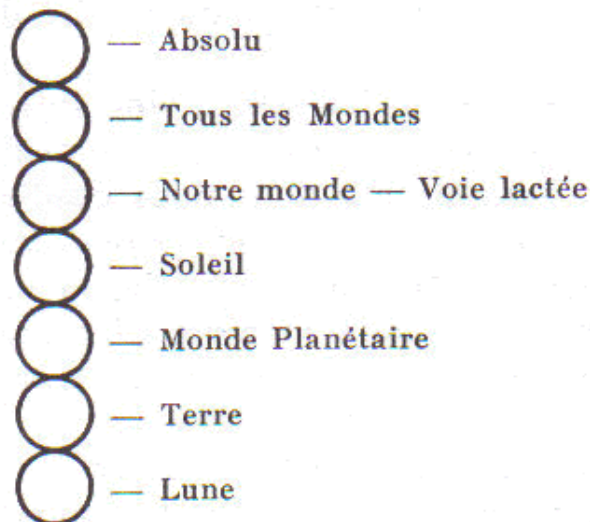 — Absolu
— Tous les Mondes
— Notre monde — Voie lactée
— Soleil
— Monde Planétaire
— Terre
— Lune